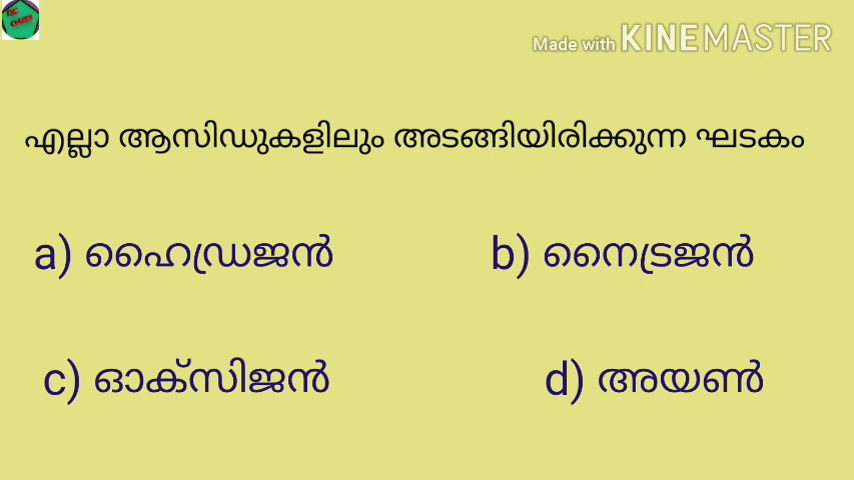 Made with KINEMASTER
എല്ലാ ആസിഡുകളിലും അടങ്ങിയിരിക്കുന്ന ഘടകം
a) ഹൈഡ്രജൻ b) നൈട്രജൻ
c) ഓക്സിജൻ d) അയൺ